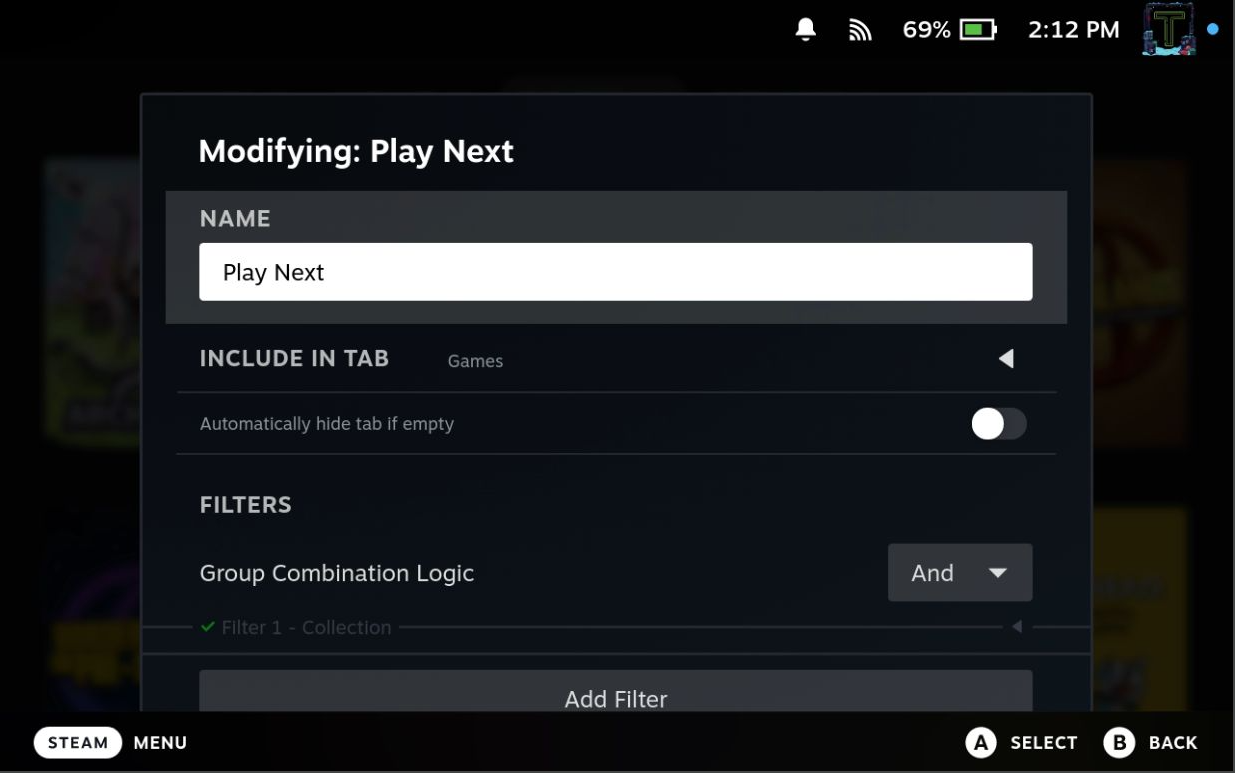 69% 2:12 PM
Modifying: Play Next
NAME
Play Next
INCLUDE IN TAB Games
Automatically hide tab if empty
FILTERS
Group Combination Logic And
Filter 1 - Collection
Add Filter
STEAM MENU A SELECT B BACK